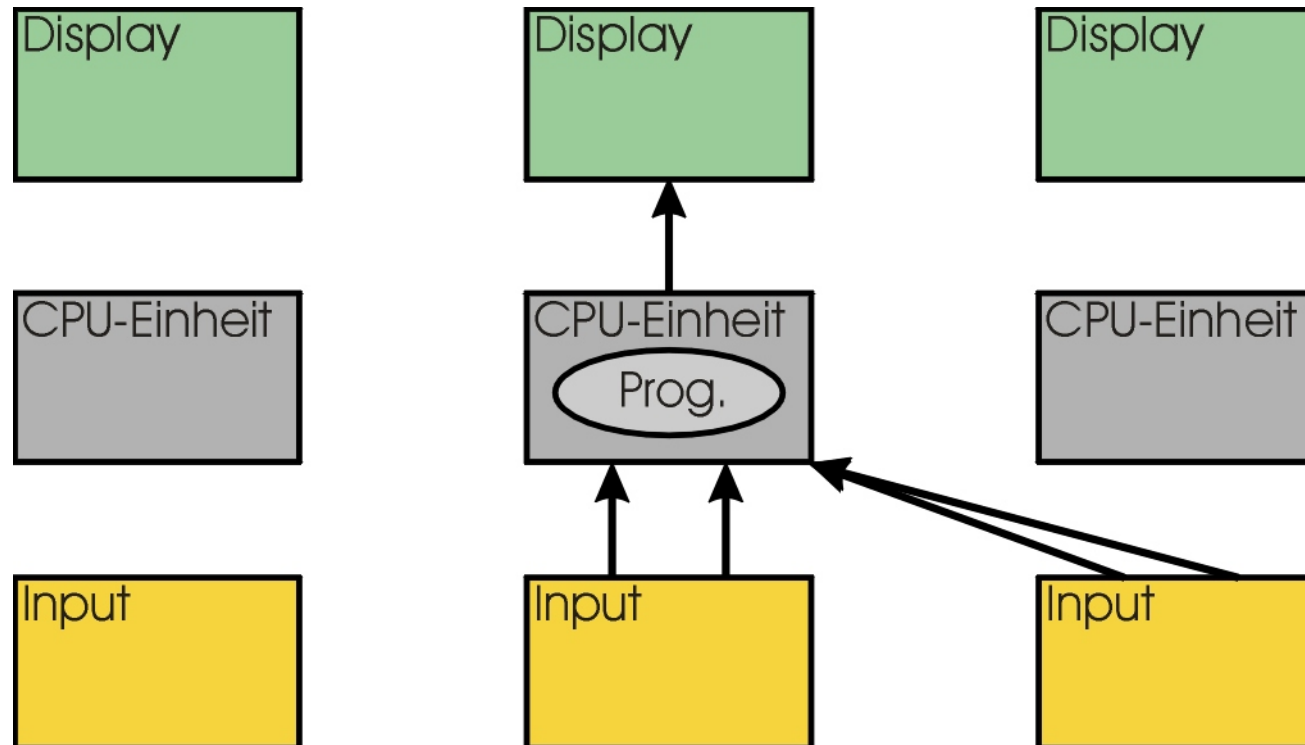 Display
Display
Display
CPU-Einheit
CPU-Einheit
CPU-Einheit
Prog.
Input
Input
Input